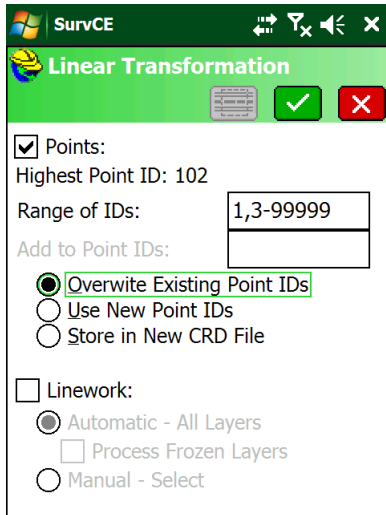 SurvCE
Linear Transformation
Points:
Highest Point ID: 102
Range of IDs: 1,3-99999
Add to Point IDs:
Overwite Existing Point IDs
Use New Point IDs
Store in New CRD File
Linework:
Automatic - All Layers
Process Frozen Layers
Manual - Select